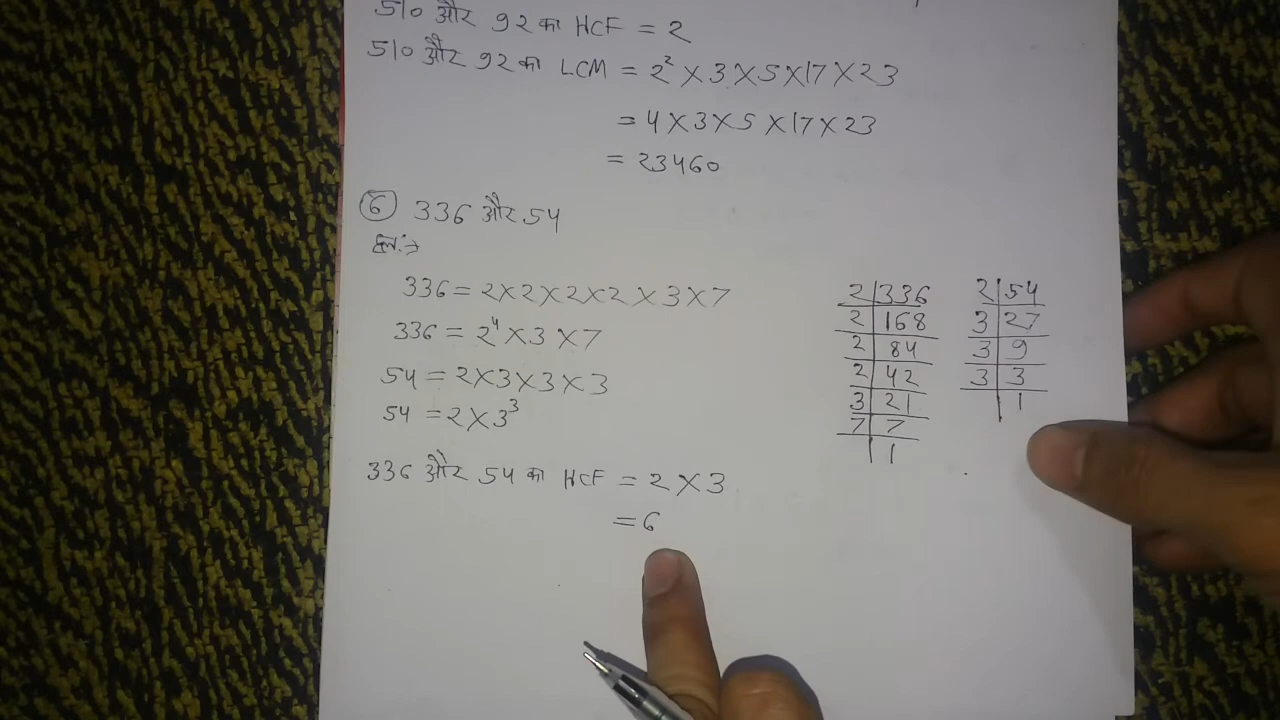 510 और 92 का HCF = 2
510 और 92 का LCM = 2² × 3 × 5 × 17 × 23
= 4 × 3 × 5 × 17 × 23
= 23460
6 336 और 54
हल:→
336 = 2 × 2 × 2 × 2 × 3 × 7
336 = 2⁴ × 3 × 7
54 = 2 × 3 × 3 × 3
54 = 2 × 3³
336 और 54 का HCF = 2 × 3
= 6
2 | 336
2 | 168
2 | 84
2 | 42
3 | 21
7 | 7
| 1
2 | 54
3 | 27
3 | 9
3 | 3
| 1